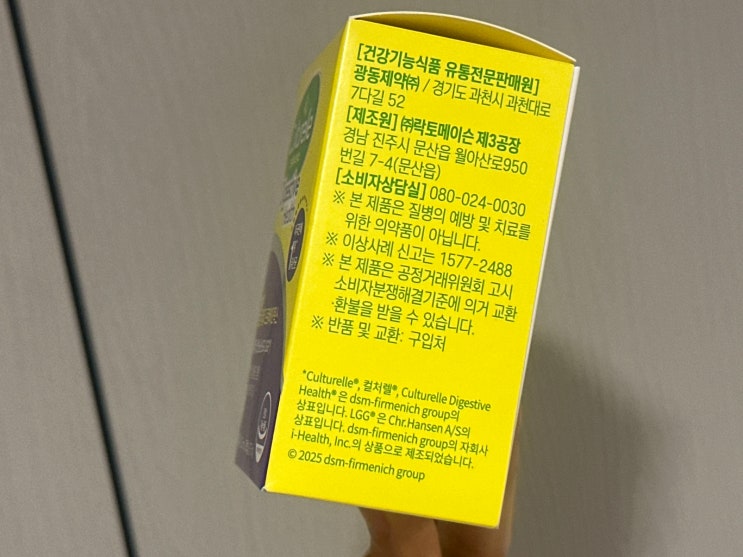 [건강기능식품 유통전문판매원]
광동제약㈜ / 경기도 과천시 과천대로
7다길 52
[제조원] ㈜락토메이슨 제3공장
경남 진주시 문산읍 월아산로950
번길 7-4(문산읍)
[소비자상담실] 080-024-0030
※ 본 제품은 질병의 예방 및 치료를
위한 의약품이 아닙니다.
※ 이상사례 신고는 1577-2488
※ 본 제품은 공정거래위원회 고시
소비자분쟁해결기준에 의거 교환
·환불을 받을 수 있습니다.
※ 반품 및 교환: 구입처
*Culturelle®, 컬처렐®, Culturelle Digestive
Health® 은 dsm-firmenich group의
상표입니다. LGG® 은 Chr.Hansen A/S의
상표입니다. dsm-firmenich group의 자회사
i-Health, Inc.의 상품으로 제조되었습니다.
© 2025 dsm-firmenich group